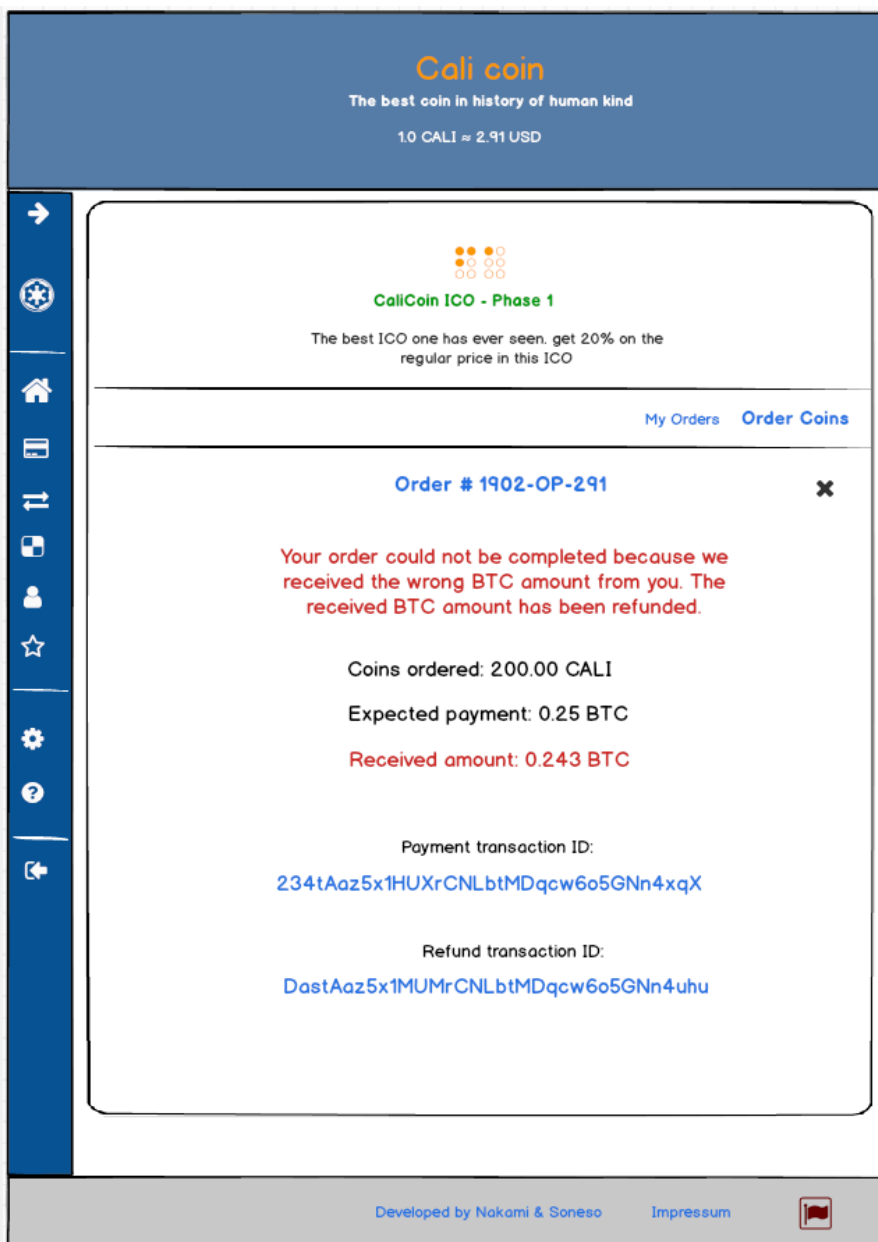 Cali coin
The best coin in history of human kind
1.0 CALI ≈ 2.91 USD
CaliCoin ICO - Phase 1
The best ICO one has ever seen. get 20% on the
regular price in this ICO
My Orders Order Coins
Order # 1902-OP-291
Your order could not be completed because we
received the wrong BTC amount from you. The
received BTC amount has been refunded.
Coins ordered: 200.00 CALI
Expected payment: 0.25 BTC
Received amount: 0.243 BTC
Payment transaction ID:
234tAaz5x1HUXrCNLbtMDqcw6o5GNn4xqX
Refund transaction ID:
DastAaz5x1MUMrCNLbtMDqcw6o5GNn4uhu
Developed by Nakami & Soneso Impressum